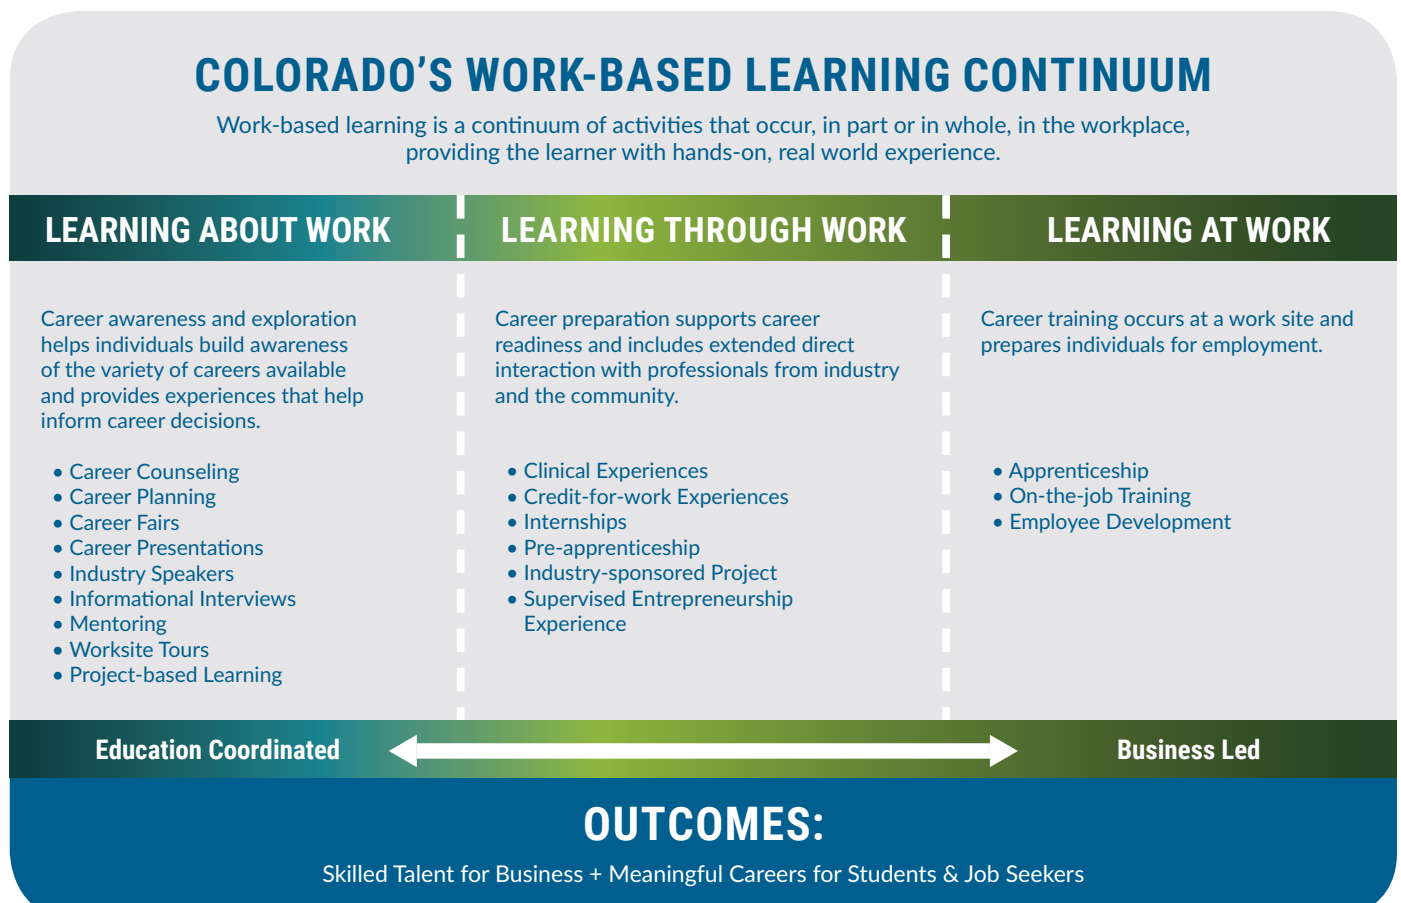 COLORADO’S WORK-BASED LEARNING CONTINUUM
Work-based learning is a continuum of activities that occur, in part or in whole, in the workplace,
providing the learner with hands-on, real world experience.
LEARNING ABOUT WORK
Career awareness and exploration
helps individuals build awareness
of the variety of careers available
and provides experiences that help
inform career decisions.
• Career Counseling
• Career Planning
• Career Fairs
• Career Presentations
• Industry Speakers
• Informational Interviews
• Mentoring
• Worksite Tours
• Project-based Learning
LEARNING THROUGH WORK
Career preparation supports career
readiness and includes extended direct
interaction with professionals from industry
and the community.
• Clinical Experiences
• Credit-for-work Experiences
• Internships
• Pre-apprenticeship
• Industry-sponsored Project
• Supervised Entrepreneurship
Experience
LEARNING AT WORK
Career training occurs at a work site and
prepares individuals for employment.
• Apprenticeship
• On-the-job Training
• Employee Development
Education Coordinated
Business Led
OUTCOMES:
Skilled Talent for Business + Meaningful Careers for Students & Job Seekers